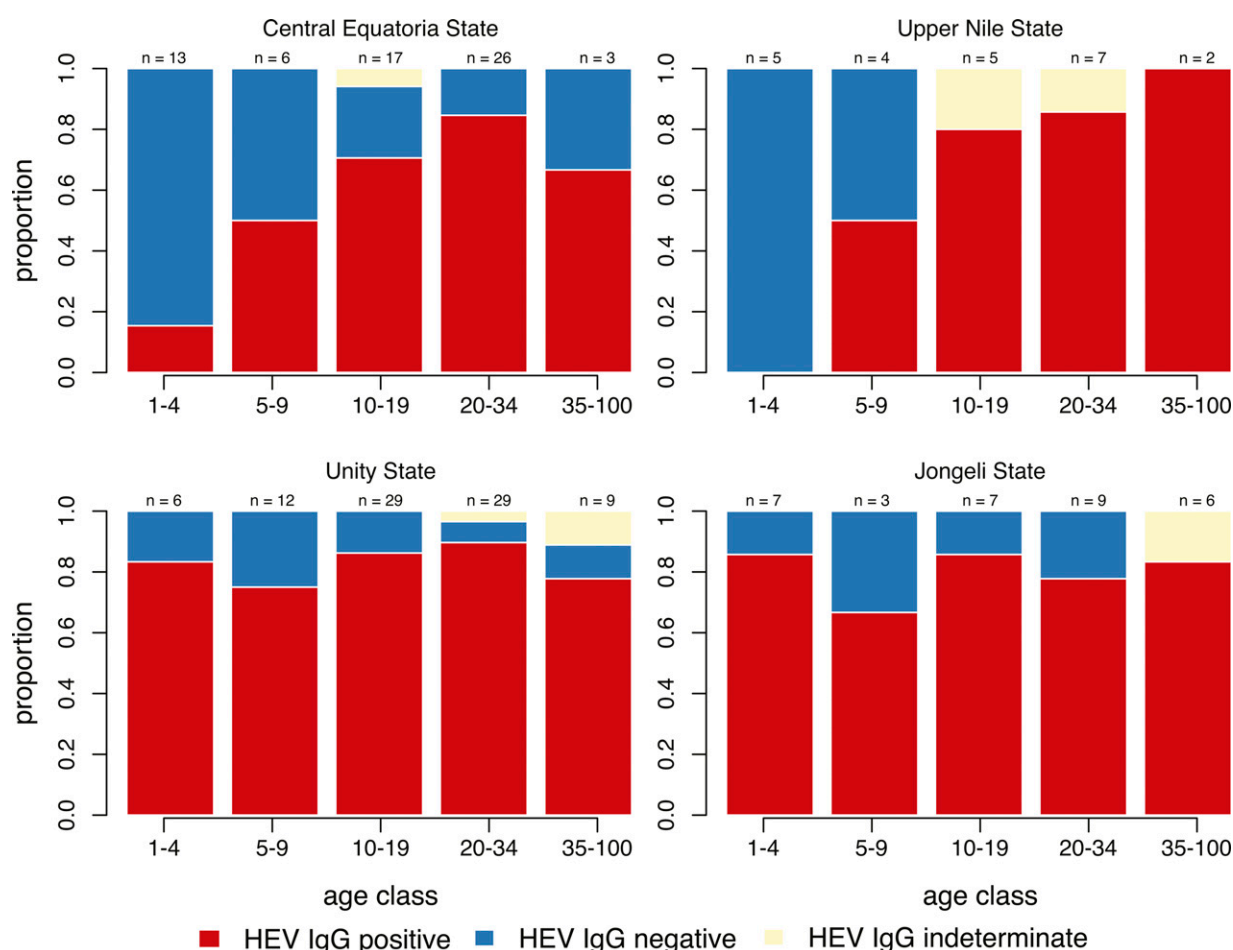 Central Equatoria State
n = 13 n = 6 n = 17 n = 26 n = 3
proportion
0.0 0.2 0.4 0.6 0.8 1.0
1-4 5-9 10-19 20-34 35-100
Upper Nile State
n = 5 n = 4 n = 5 n = 7 n = 2
0.0 0.2 0.4 0.6 0.8 1.0
1-4 5-9 10-19 20-34 35-100
Unity State
n = 6 n = 12 n = 29 n = 29 n = 9
proportion
0.0 0.2 0.4 0.6 0.8 1.0
1-4 5-9 10-19 20-34 35-100
age class
Jongeli State
n = 7 n = 3 n = 7 n = 9 n = 6
0.0 0.2 0.4 0.6 0.8 1.0
1-4 5-9 10-19 20-34 35-100
age class
HEV IgG positive HEV IgG negative HEV IgG indeterminate